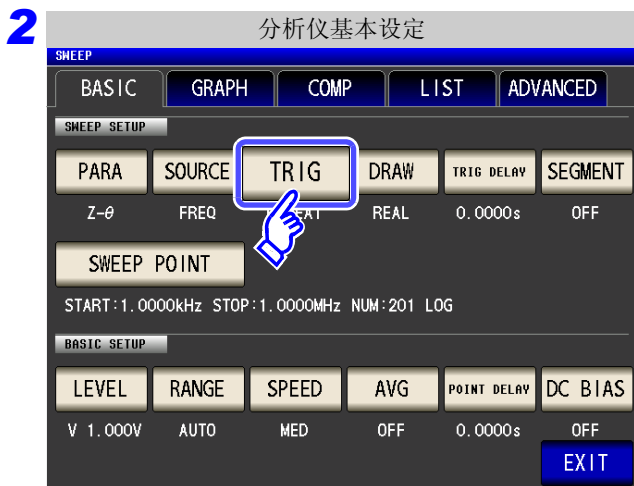 2 分析仪基本设定
SWEEP
BASIC GRAPH COMP LIST ADVANCED
SWEEP SETUP
PARA SOURCE TRIG DRAW TRIG DELAY SEGMENT
Z-θ FREQ REAL 0.0000s OFF
SWEEP POINT
START:1.0000kHz STOP:1.0000MHz NUM:201 LOG
BASIC SETUP
LEVEL RANGE SPEED AVG POINT DELAY DC BIAS
V 1.000V AUTO MED OFF 0.0000s OFF
EXIT